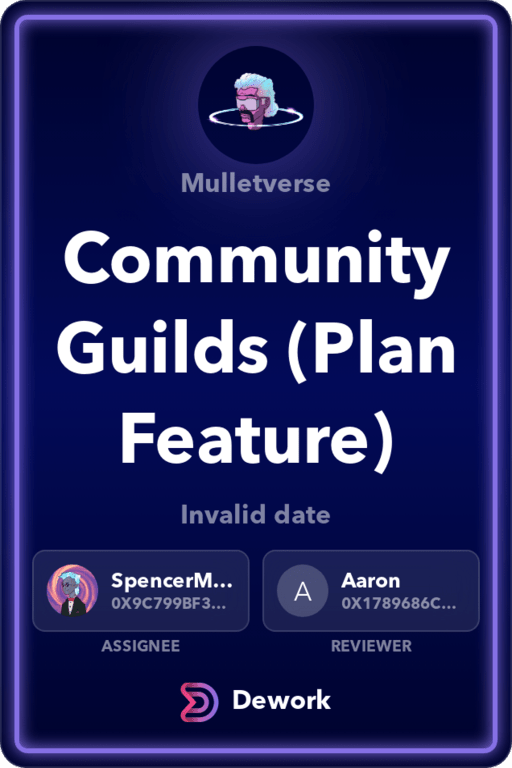 Mulletverse
Community
Guilds (Plan
Feature)
Invalid date
SpencerM...
0X9C799BF3...
A
Aaron
0X1789686C...
ASSIGNEE
REVIEWER
Dework